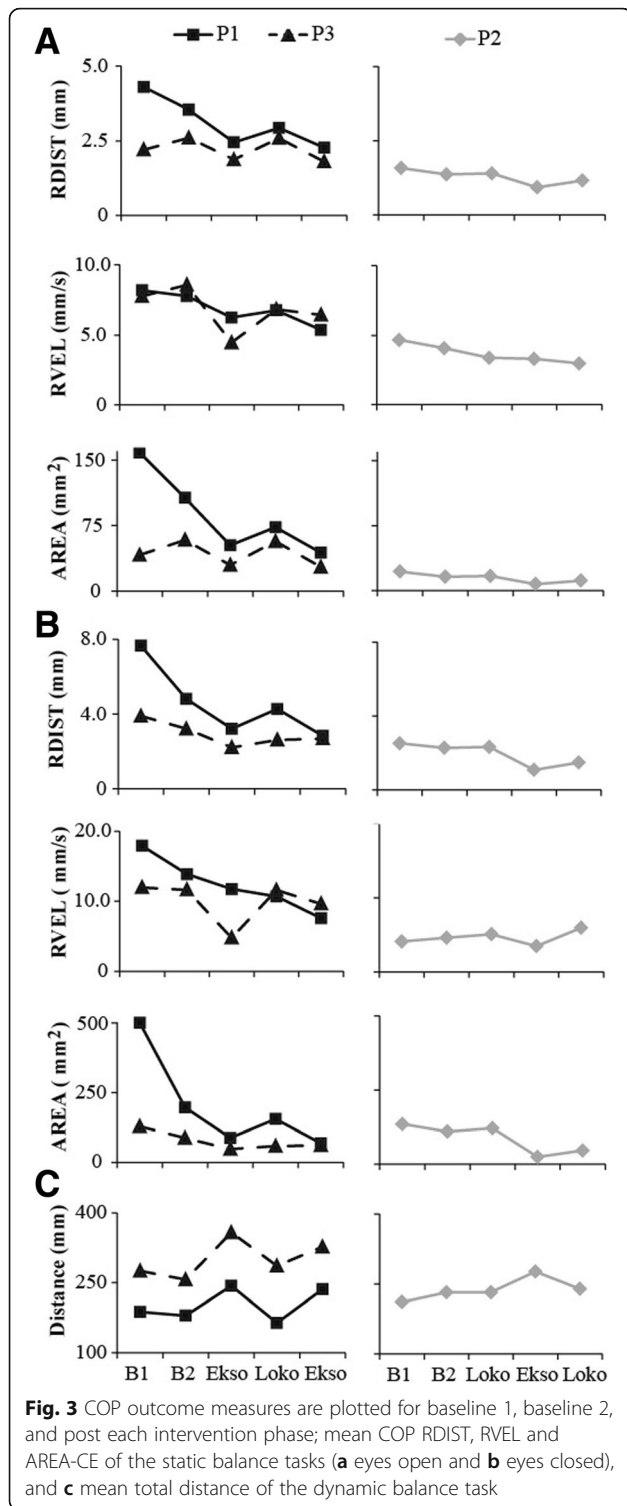 P1 P3 P2
A
5.0
2.5
0
RDIST (mm)
10.0
5.0
0
RVEL (mm/s)
150
75
0
AREA (mm²)
B
8.0
4.0
0
RDIST (mm)
20.0
10.0
0
RVEL ( mm/s)
500
250
0
AREA ( mm²)
C
400
250
100
Distance (mm)
B1 B2 Ekso Loko Ekso
B1 B2 Loko Ekso Loko
Fig. 3 COP outcome measures are plotted for baseline 1, baseline 2,
and post each intervention phase; mean COP RDIST, RVEL and
AREA-CE of the static balance tasks (a eyes open and b eyes closed),
and c mean total distance of the dynamic balance task